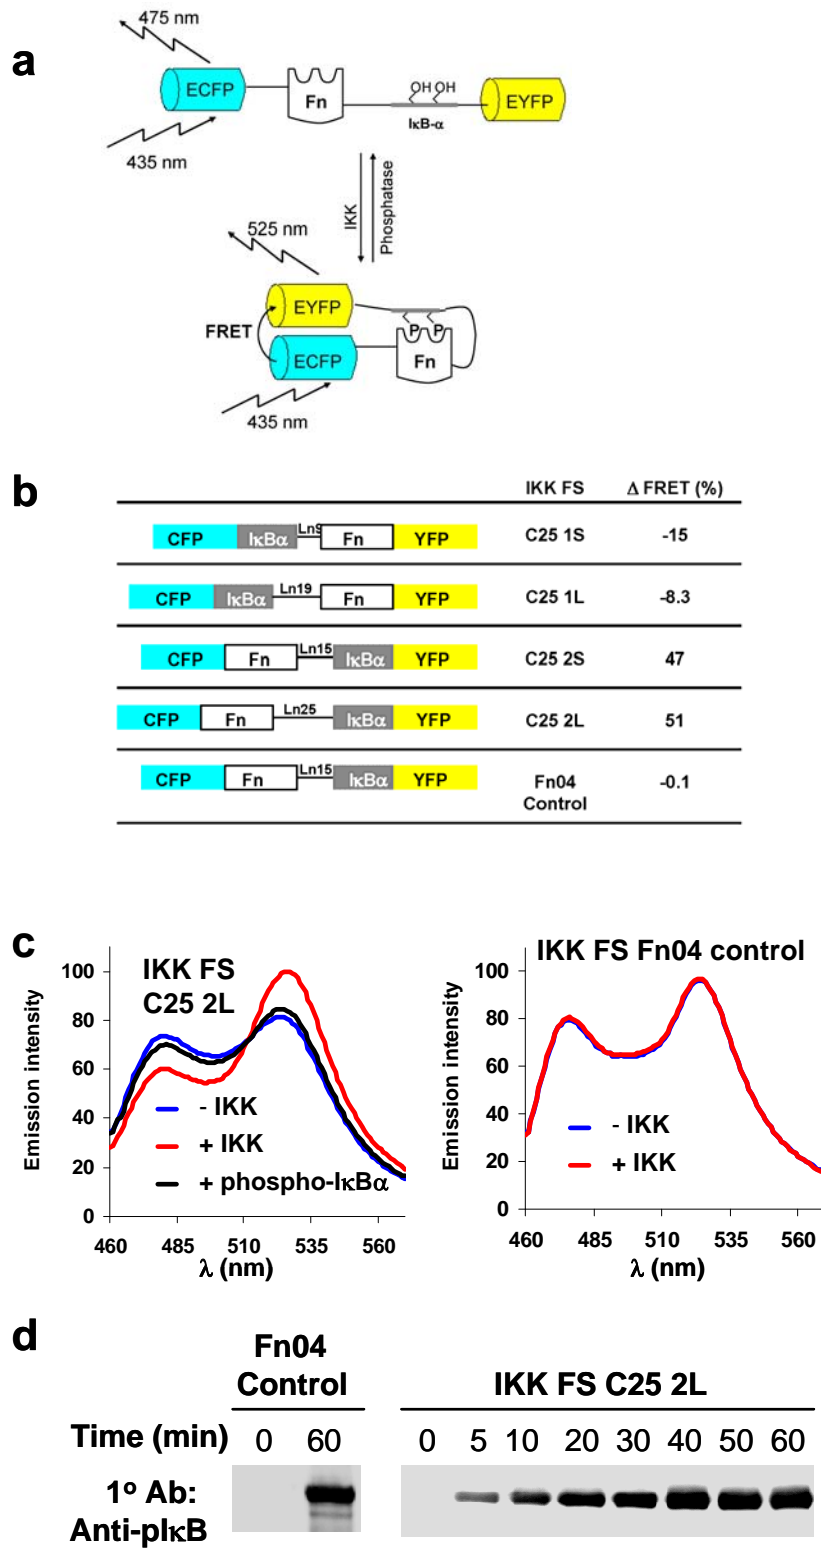 a
475 nm
ECFP
Fn
OH OH
IκB-α
EYFP
435 nm
IKK
Phosphatase
525 nm
EYFP
FRET
P P
ECFP
Fn
435 nm
b
IKK FS Δ FRET (%)
CFP IκBα Ln9 Fn YFP C25 1S -15
CFP IκBα Ln19 Fn YFP C25 1L -8.3
CFP Fn Ln15 IκBα YFP C25 2S 47
CFP Fn Ln25 IκBα YFP C25 2L 51
CFP Fn Ln15 IκBα YFP Fn04 Control -0.1
c
IKK FS
C25 2L
Emission intensity
100
80
60
40
20
0
- IKK
+ IKK
+ phospho-IκBα
460 485 510 535 560
λ (nm)
IKK FS Fn04 control
Emission intensity
100
80
60
40
20
0
- IKK
+ IKK
460 485 510 535 560
λ (nm)
d
Fn04
Control
IKK FS C25 2L
Time (min) 0 60 0 5 10 20 30 40 50 60
1º Ab:
Anti-pIκB